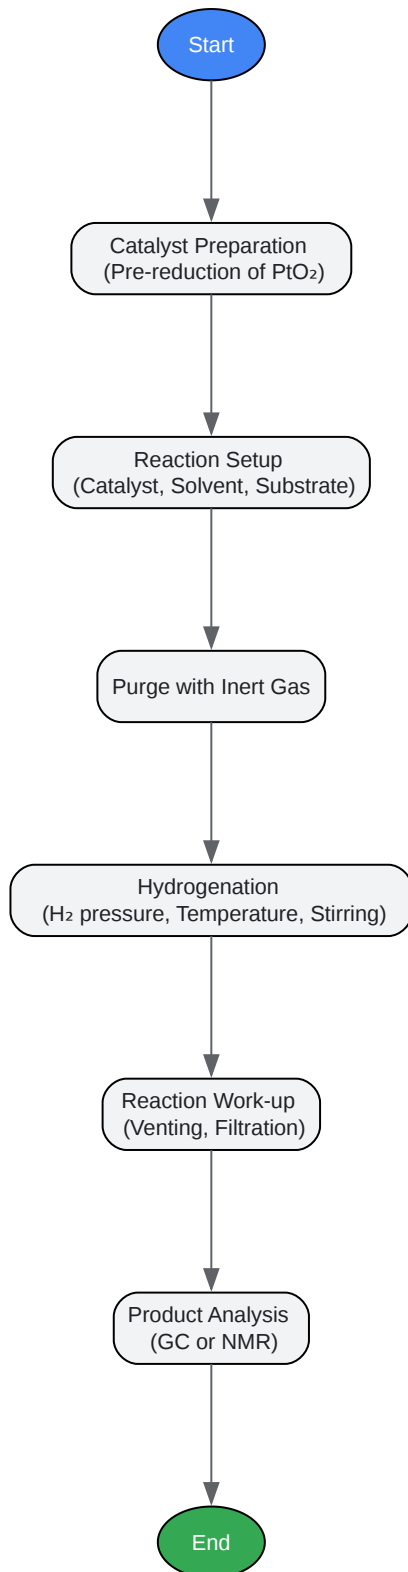 Start
Catalyst Preparation
(Pre-reduction of PtO₂)
Reaction Setup
(Catalyst, Solvent, Substrate)
Purge with Inert Gas
Hydrogenation
(H₂ pressure, Temperature, Stirring)
Reaction Work-up
(Venting, Filtration)
Product Analysis
(GC or NMR)
End